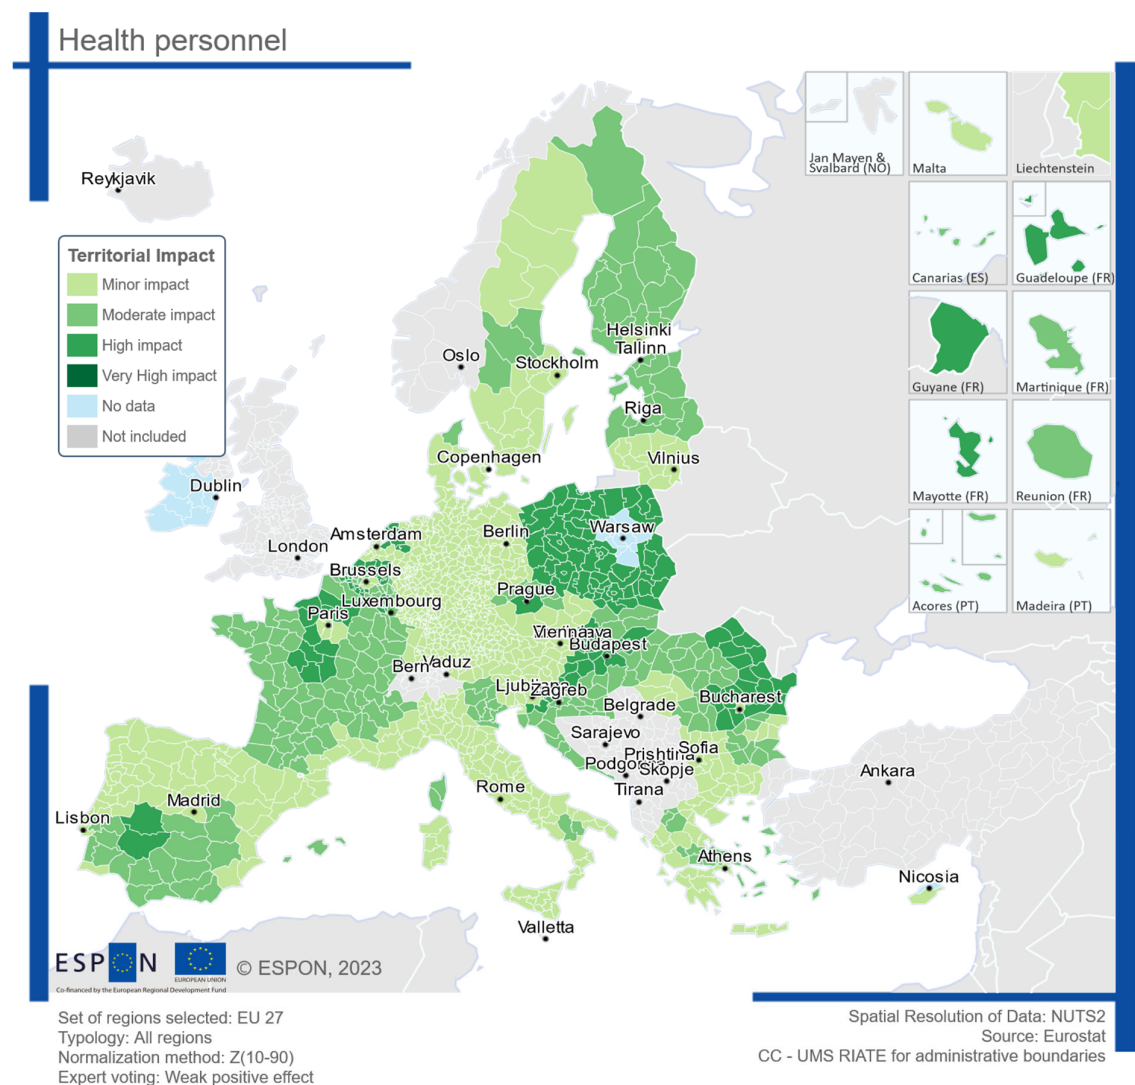 Health personnel
Jan Mayen &
Svalbard (NO)
Malta
Liechtenstein
Reykjavik
Territorial Impact
Minor impact
Moderate impact
High impact
Very High impact
No data
Not included
Canarias (ES)
Guadeloupe (FR)
Guyane (FR)
Martinique (FR)
Mayotte (FR)
Reunion (FR)
Acores (PT)
Madeira (PT)
Helsinki
Tallinn
Oslo
Stockholm
Riga
Copenhagen
Vilnius
Dublin
Amsterdam
Berlin
Warsaw
London
Brussels
Prague
Luxembourg
Paris
Vienna
Budapest
Bern
Vaduz
Zagreb
Bucharest
Belgrade
Sarajevo
Sofia
Prishtina
Skopje
Tirana
Ankara
Rome
Madrid
Lisbon
Athens
Nicosia
Valletta
ESPON
EUROPEAN UNION
Co-financed by the European Regional Development Fund
© ESPON, 2023
Set of regions selected: EU 27
Typology: All regions
Normalization method: Z(10-90)
Expert voting: Weak positive effect
Spatial Resolution of Data: NUTS2
Source: Eurostat
CC - UMS RIATE for administrative boundaries